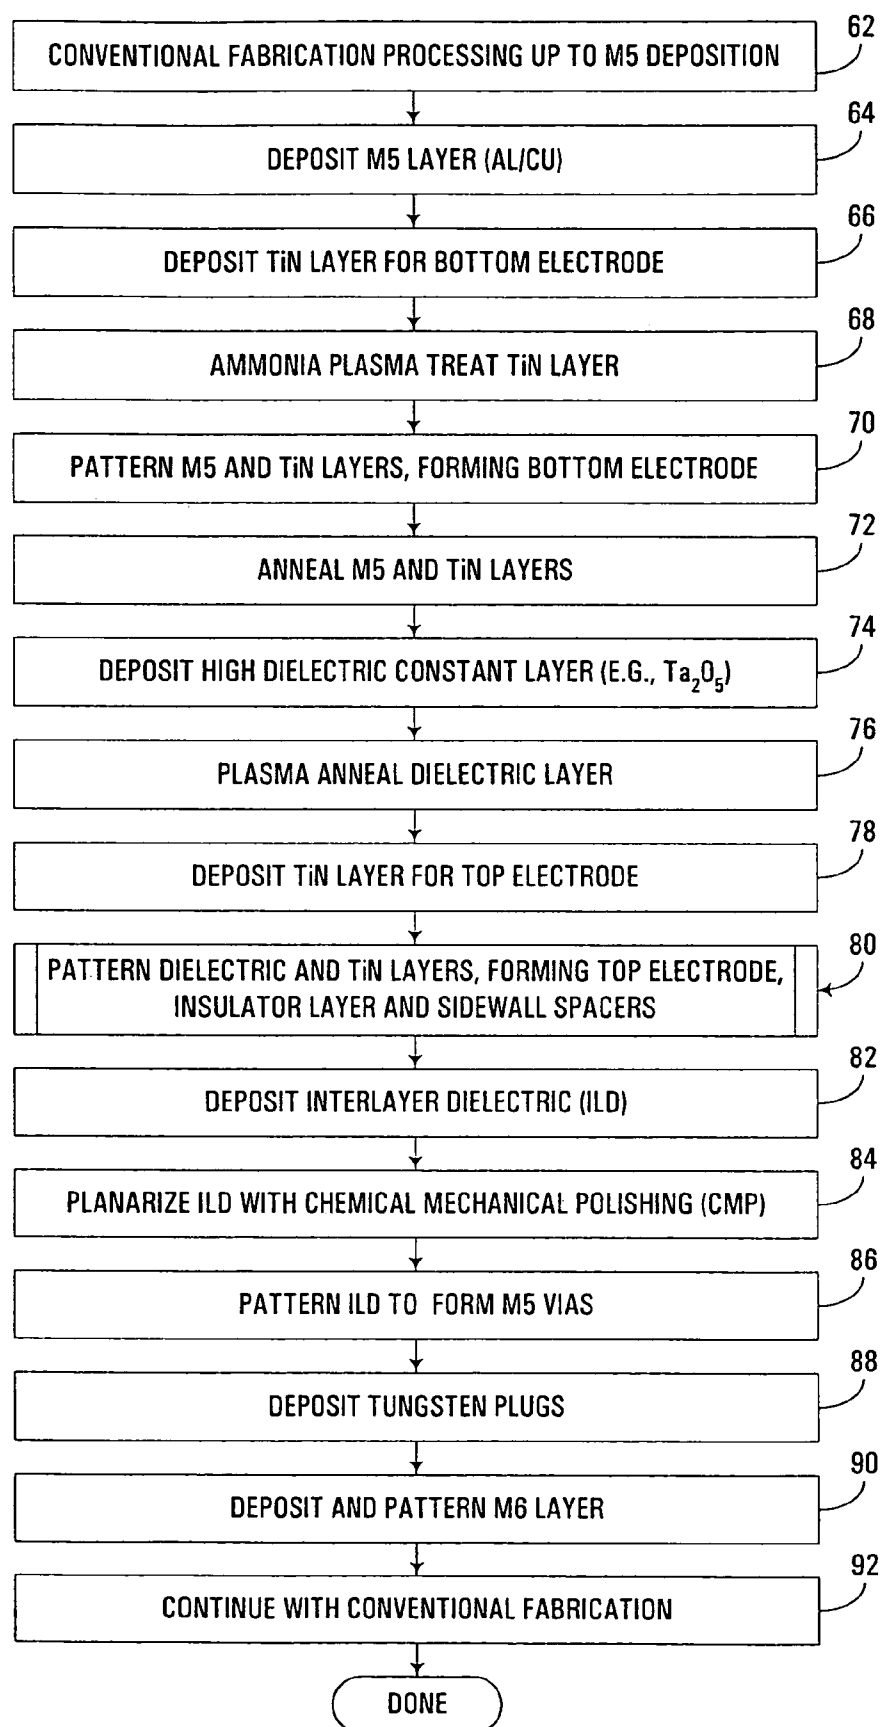 62
CONVENTIONAL FABRICATION PROCESSING UP TO M5 DEPOSITION
64
DEPOSIT M5 LAYER (AL/CU)
66
DEPOSIT TiN LAYER FOR BOTTOM ELECTRODE
68
AMMONIA PLASMA TREAT TiN LAYER
70
PATTERN M5 AND TiN LAYERS, FORMING BOTTOM ELECTRODE
72
ANNEAL M5 AND TiN LAYERS
74
DEPOSIT HIGH DIELECTRIC CONSTANT LAYER (E.G., Ta₂O₅)
76
PLASMA ANNEAL DIELECTRIC LAYER
78
DEPOSIT TiN LAYER FOR TOP ELECTRODE
80
PATTERN DIELECTRIC AND TiN LAYERS, FORMING TOP ELECTRODE,
INSULATOR LAYER AND SIDEWALL SPACERS
82
DEPOSIT INTERLAYER DIELECTRIC (ILD)
84
PLANARIZE ILD WITH CHEMICAL MECHANICAL POLISHING (CMP)
86
PATTERN ILD TO FORM M5 VIAS
88
DEPOSIT TUNGSTEN PLUGS
90
DEPOSIT AND PATTERN M6 LAYER
92
CONTINUE WITH CONVENTIONAL FABRICATION
DONE